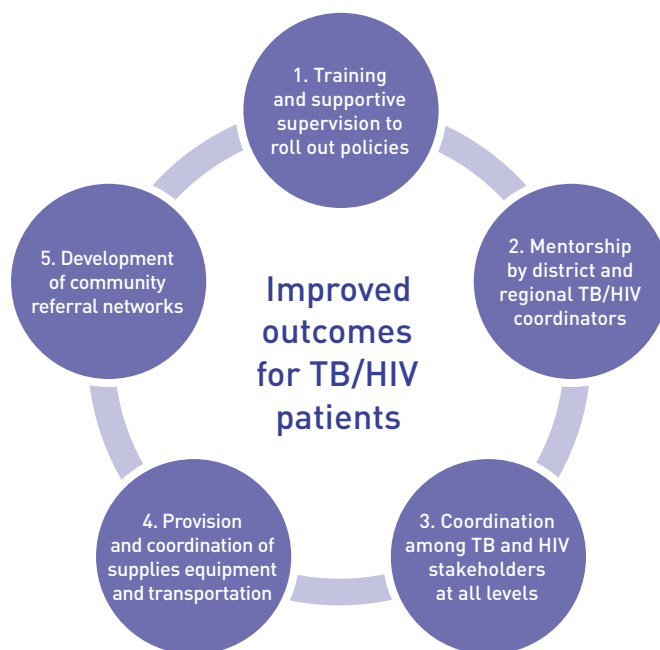 1. Training
and supportive
supervision to
roll out policies
2. Mentorship
by district and
regional TB/HIV
coordinators
3. Coordination
among TB and HIV
stakeholders
at all levels
4. Provision
and coordination of
supplies equipment
and transportation
5. Development
of community
referral networks
Improved
outcomes
for TB/HIV
patients